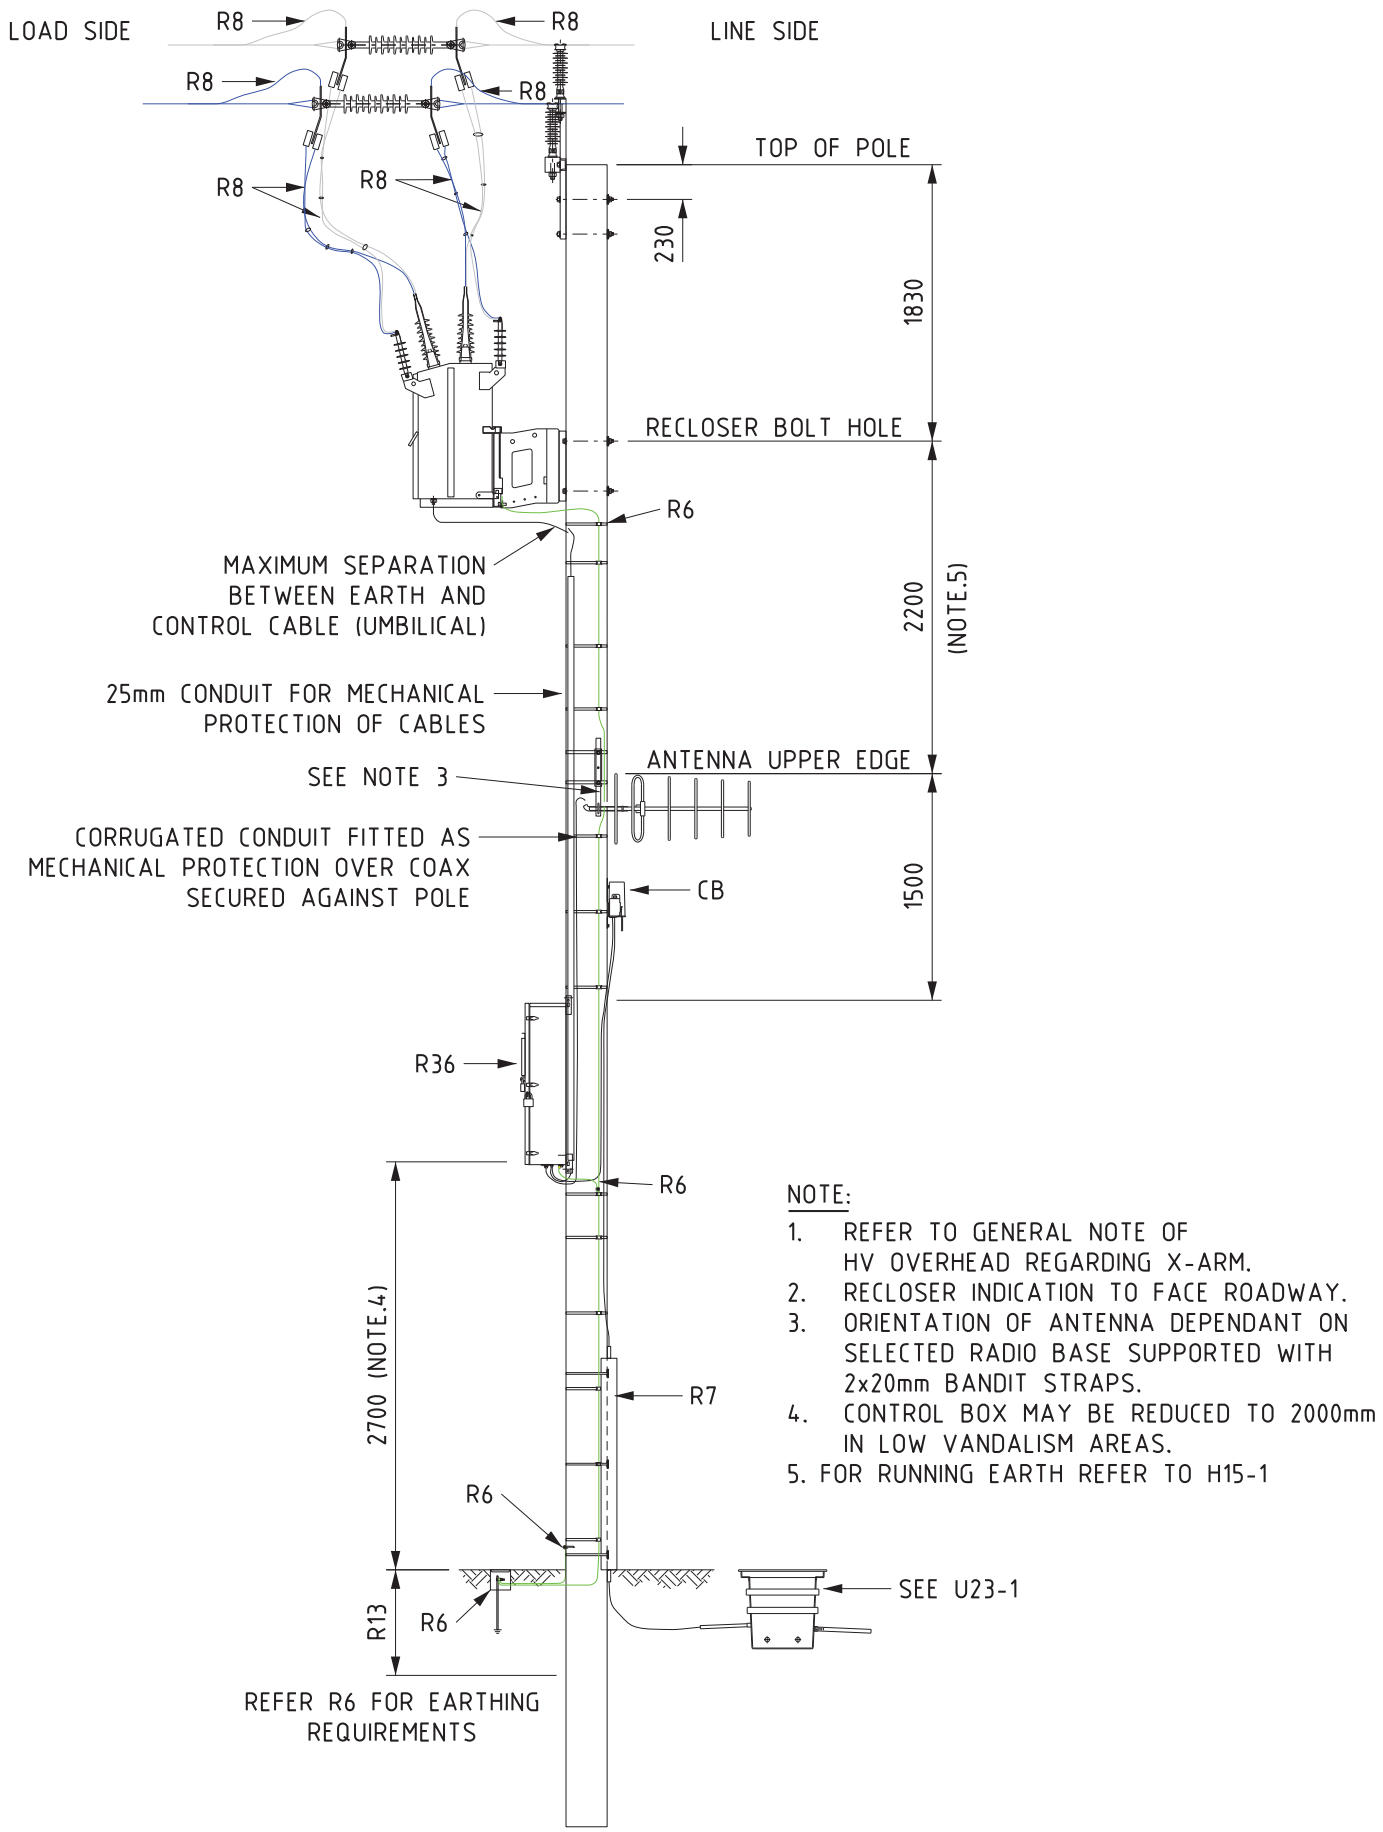 LOAD SIDE
R8
R8
LINE SIDE
R8
R8
TOP OF POLE
R8
R8
230
1830
RECLOSER BOLT HOLE
R6
MAXIMUM SEPARATION
BETWEEN EARTH AND
CONTROL CABLE (UMBILICAL)
2200
(NOTE.5)
25mm CONDUIT FOR MECHANICAL
PROTECTION OF CABLES
ANTENNA UPPER EDGE
SEE NOTE 3
CORRUGATED CONDUIT FITTED AS
MECHANICAL PROTECTION OVER COAX
SECURED AGAINST POLE
CB
1500
R36
R6
2700 (NOTE.4)
NOTE:
1. REFER TO GENERAL NOTE OF
HV OVERHEAD REGARDING X-ARM.
2. RECLOSER INDICATION TO FACE ROADWAY.
3. ORIENTATION OF ANTENNA DEPENDANT ON
SELECTED RADIO BASE SUPPORTED WITH
2x20mm BANDIT STRAPS.
4. CONTROL BOX MAY BE REDUCED TO 2000mm
IN LOW VANDALISM AREAS.
5. FOR RUNNING EARTH REFER TO H15-1
R7
R6
SEE U23-1
R13
R6
REFER R6 FOR EARTHING
REQUIREMENTS